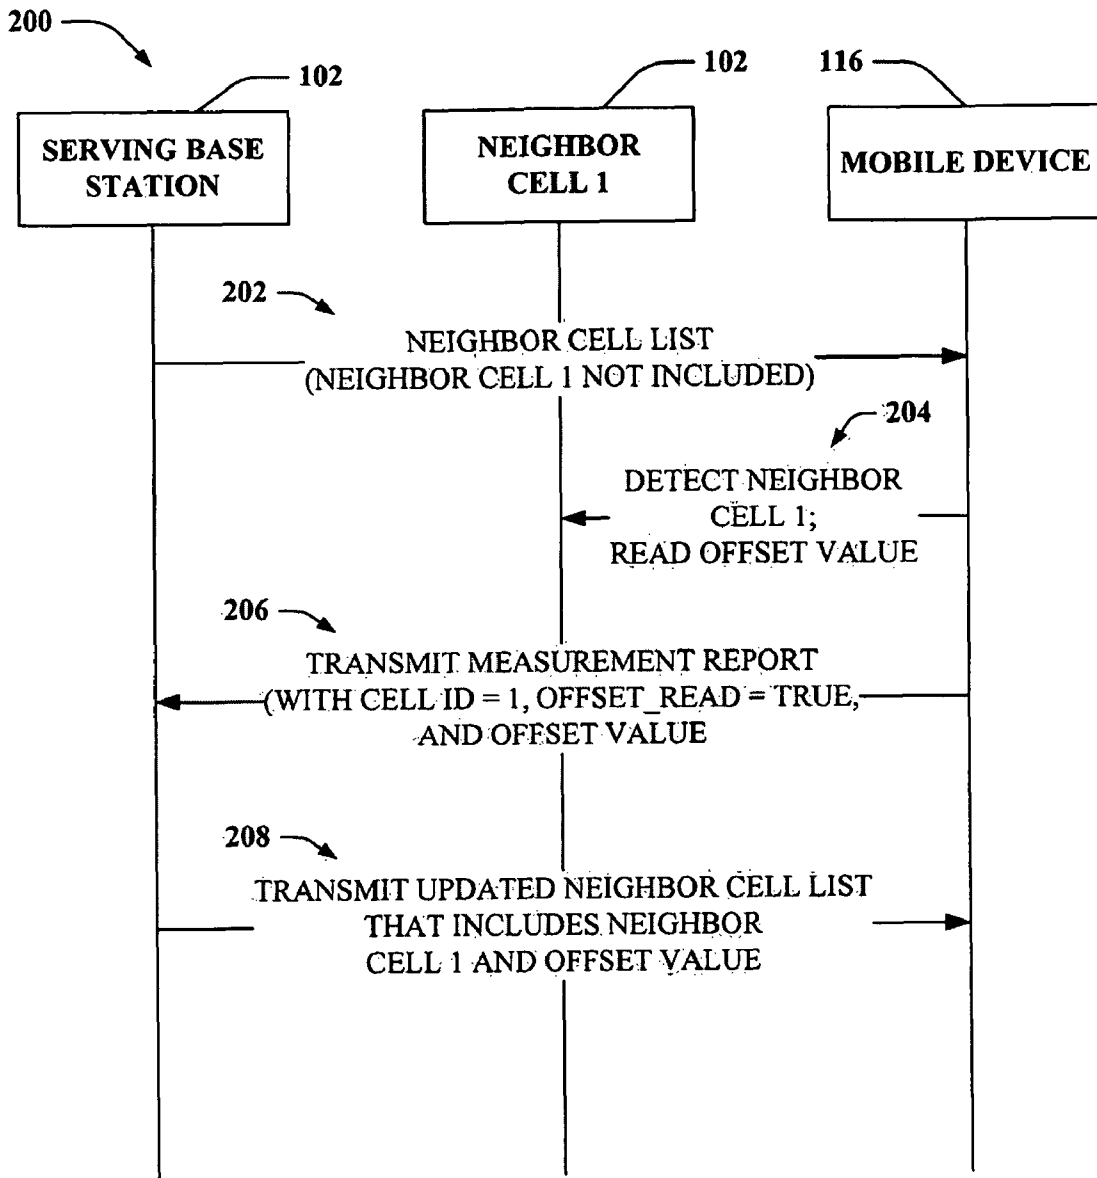 200
102
102
116
SERVING BASE
STATION
NEIGHBOR
CELL 1
MOBILE DEVICE
202
NEIGHBOR CELL LIST
(NEIGHBOR CELL 1 NOT INCLUDED)
204
DETECT NEIGHBOR
CELL 1;
READ OFFSET VALUE
206
TRANSMIT MEASUREMENT REPORT
(WITH CELL ID = 1, OFFSET_READ = TRUE,
AND OFFSET VALUE
208
TRANSMIT UPDATED NEIGHBOR CELL LIST
THAT INCLUDES NEIGHBOR
CELL 1 AND OFFSET VALUE